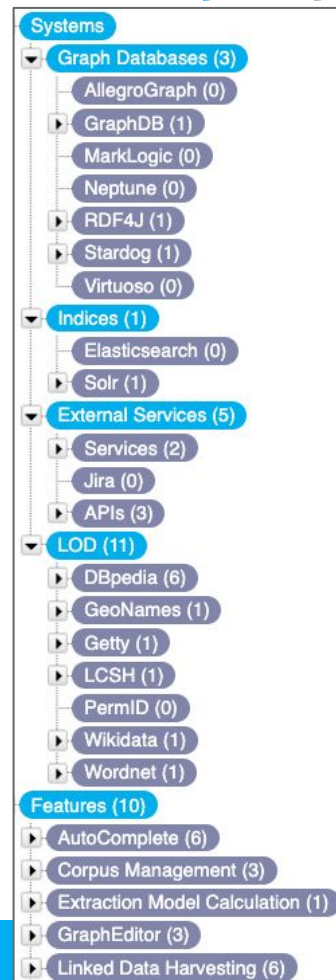 Systems
Graph Databases (3)
AllegroGraph (0)
GraphDB (1)
MarkLogic (0)
Neptune (0)
RDF4J (1)
Stardog (1)
Virtuoso (0)
Indices (1)
Elasticsearch (0)
Solr (1)
External Services (5)
Services (2)
Jira (0)
APIs (3)
LOD (11)
DBpedia (6)
GeoNames (1)
Getty (1)
LCSH (1)
PermID (0)
Wikidata (1)
Wordnet (1)
Features (10)
AutoComplete (6)
Corpus Management (3)
Extraction Model Calculation (1)
GraphEditor (3)
Linked Data Harvesting (6)